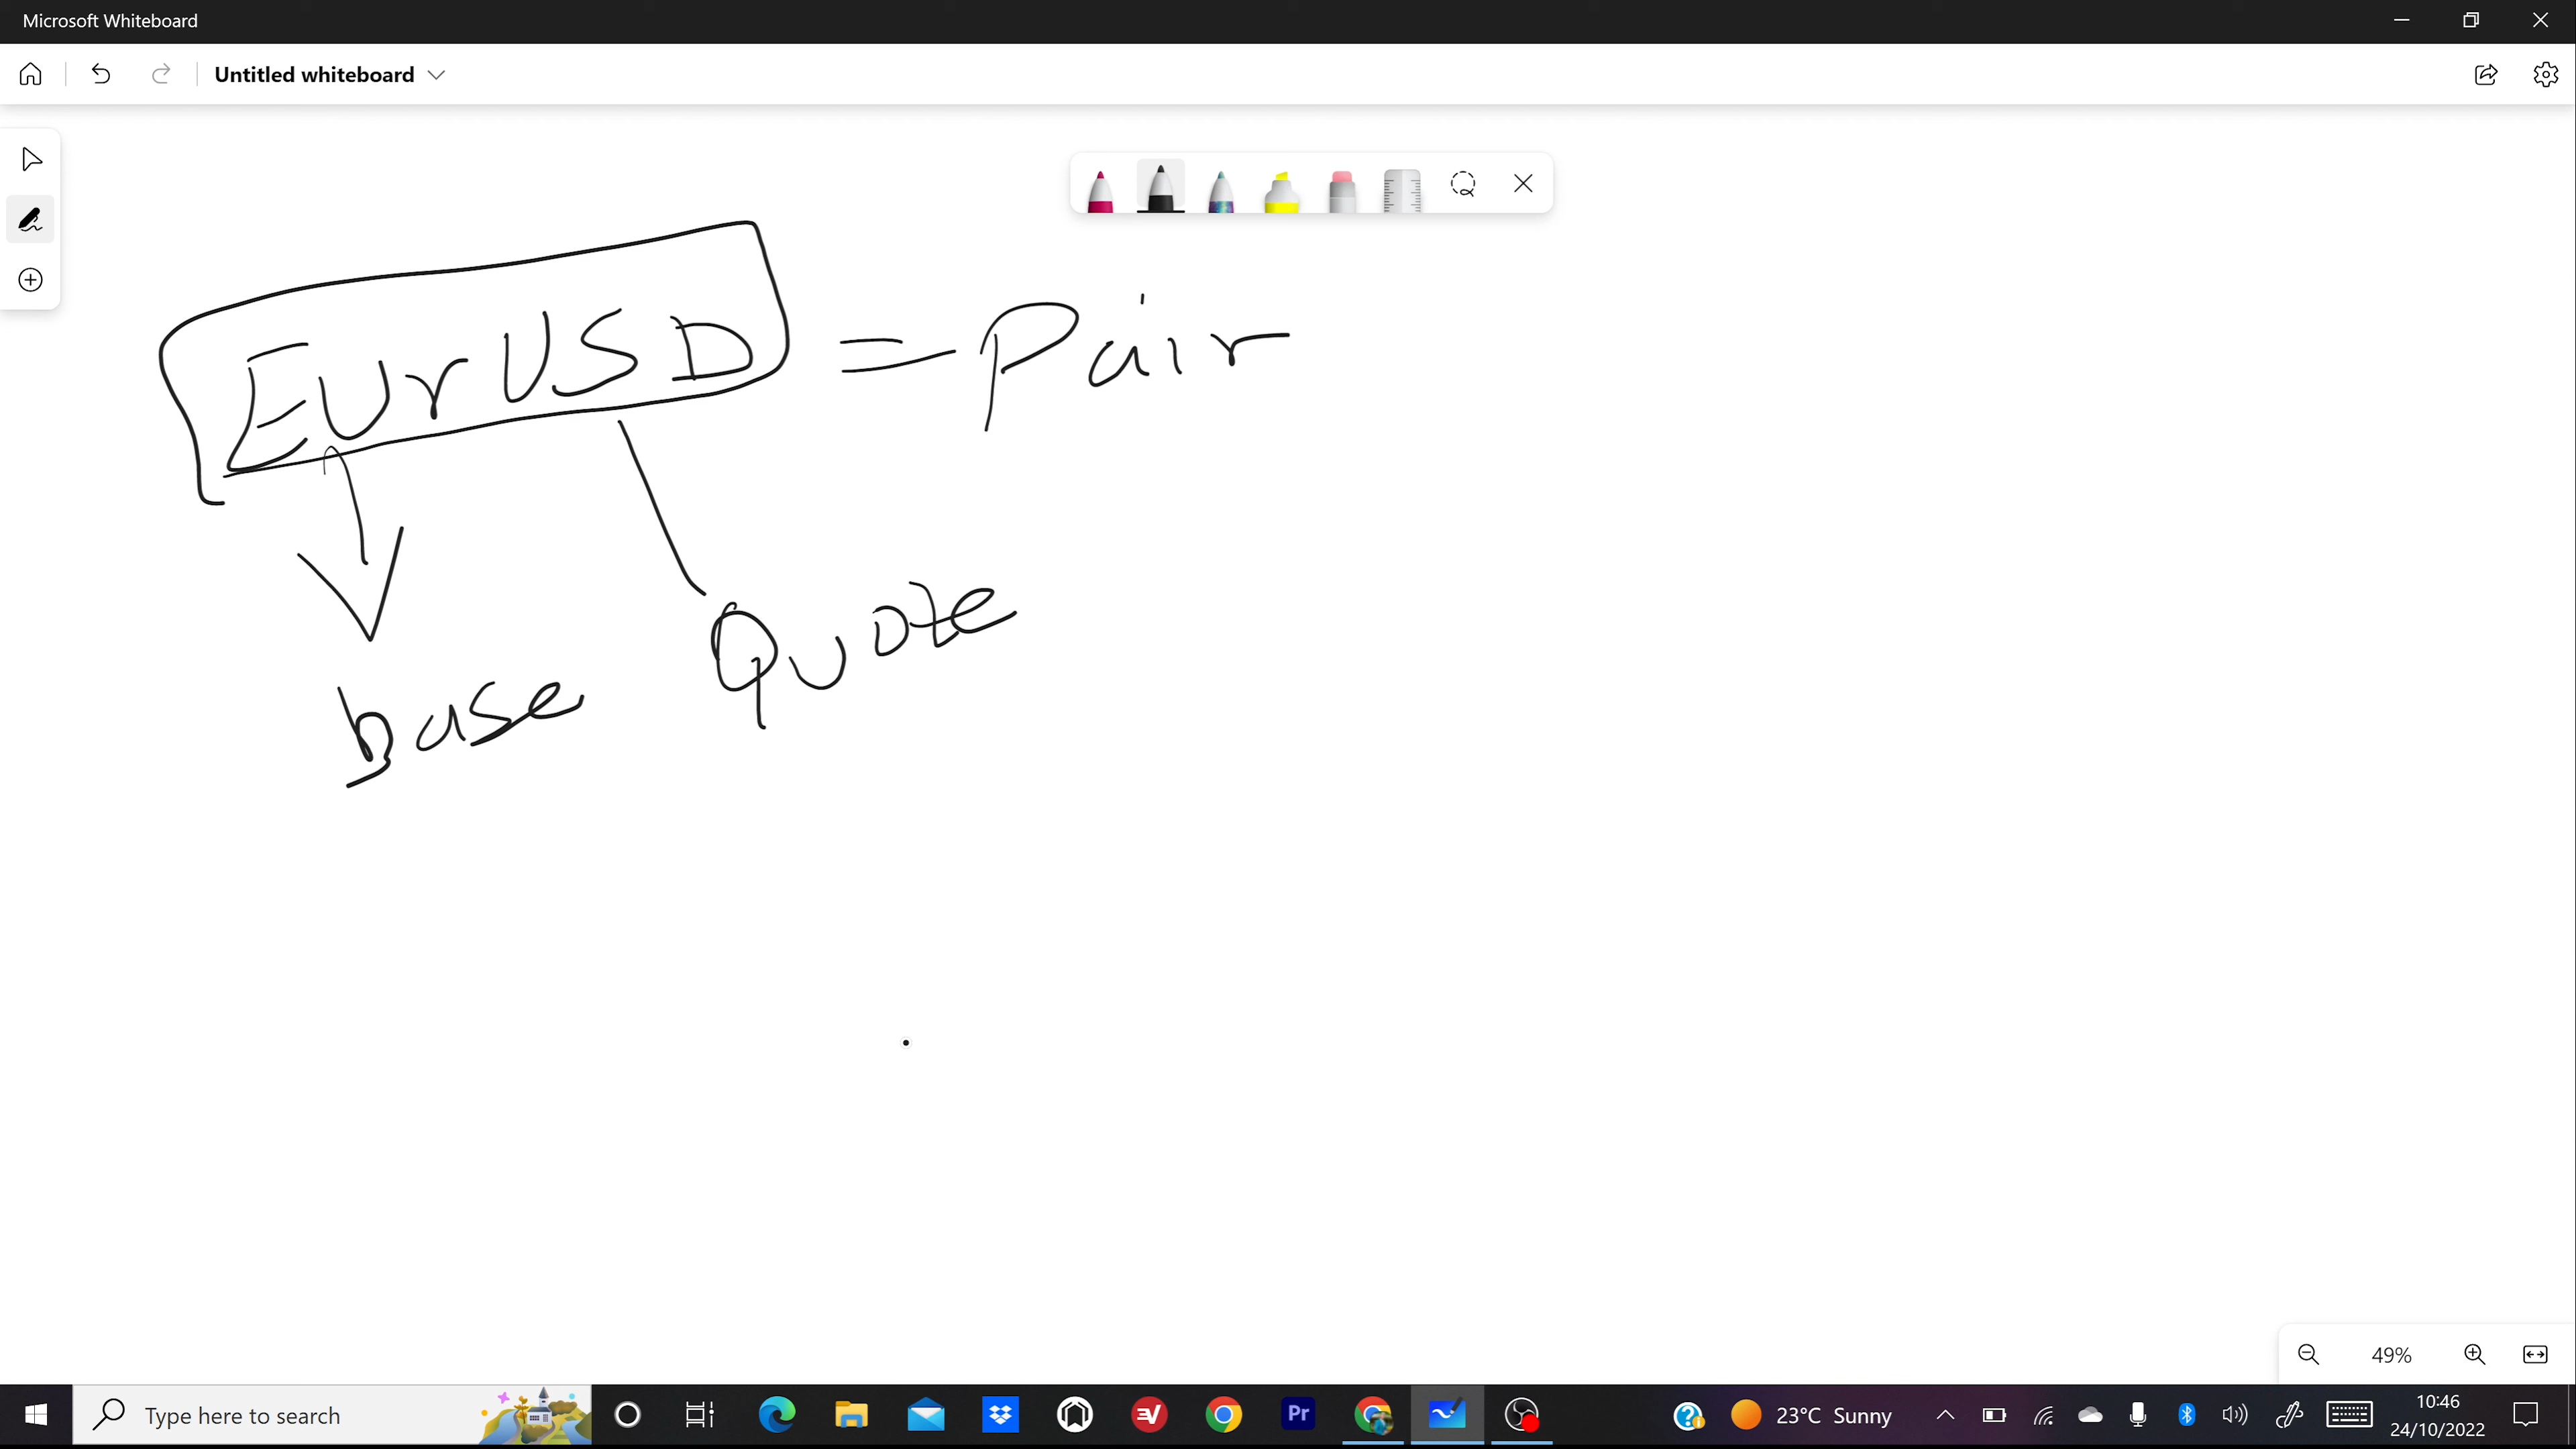 Microsoft Whiteboard
Untitled whiteboard
EUrUSD = Pair
Quote
base
49%
Type here to search
Pr
23°C Sunny
10:46
24/10/2022